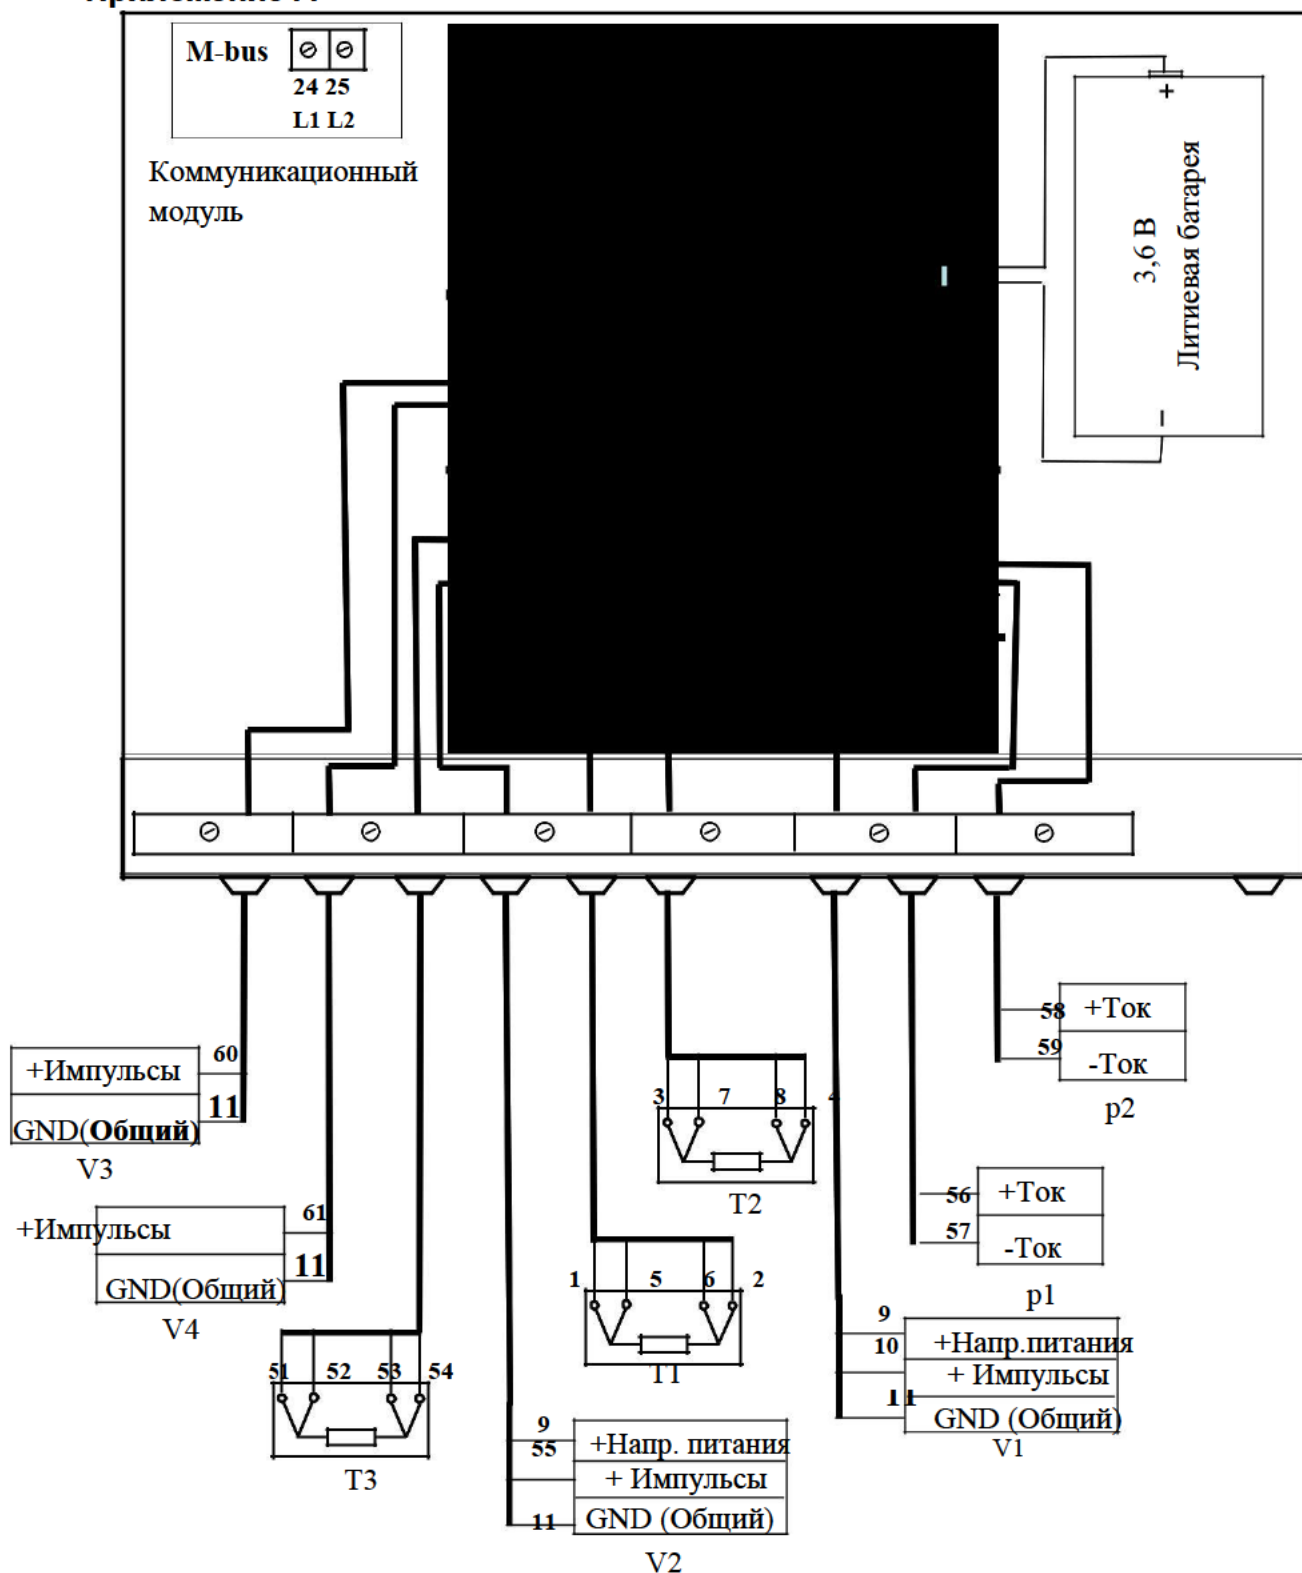 M-bus
24 25
L1 L2
Коммуникационный
модуль
+
3,6 В
Литиевая батарея
–
58 +Ток
59 -Ток
p2
60
+Импульсы
11
GND(Общий)
V3
3 7 8 4
T2
56 +Ток
57 -Ток
p1
61
+Импульсы
11
GND(Общий)
V4
1 5 6 2
T1
9
+Напр.питания
10
+ Импульсы
11
GND (Общий)
V1
51 52 53 54
T3
9
+Напр. питания
55
+ Импульсы
11 GND (Общий)
V2